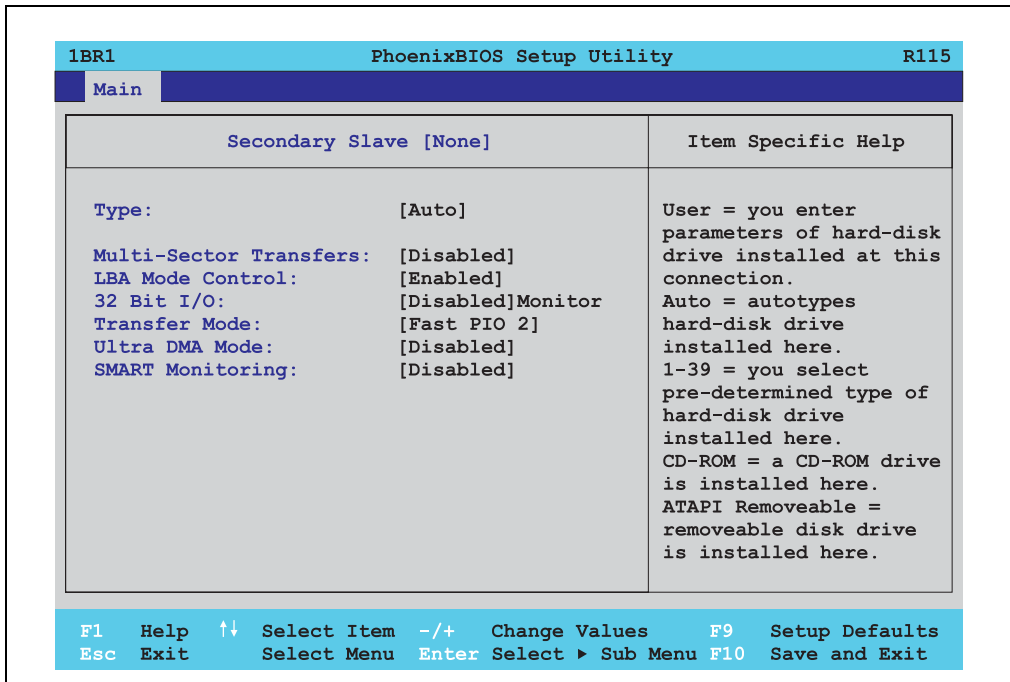 1BR1 PhoenixBIOS Setup Utility R115
Main
Secondary Slave [None]
Type: [Auto]
Multi-Sector Transfers: [Disabled]
LBA Mode Control: [Enabled]
32 Bit I/O: [Disabled]Monitor
Transfer Mode: [Fast PIO 2]
Ultra DMA Mode: [Disabled]
SMART Monitoring: [Disabled]
Item Specific Help
User = you enter
parameters of hard-disk
drive installed at this
connection.
Auto = autotypes
hard-disk drive
installed here.
1-39 = you select
pre-determined type of
hard-disk drive
installed here.
CD-ROM = a CD-ROM drive
is installed here.
ATAPI Removeable =
removeable disk drive
is installed here.
F1 Help ↑↓ Select Item -/+ Change Values F9 Setup Defaults
Esc Exit Select Menu Enter Select ▶ Sub Menu F10 Save and Exit